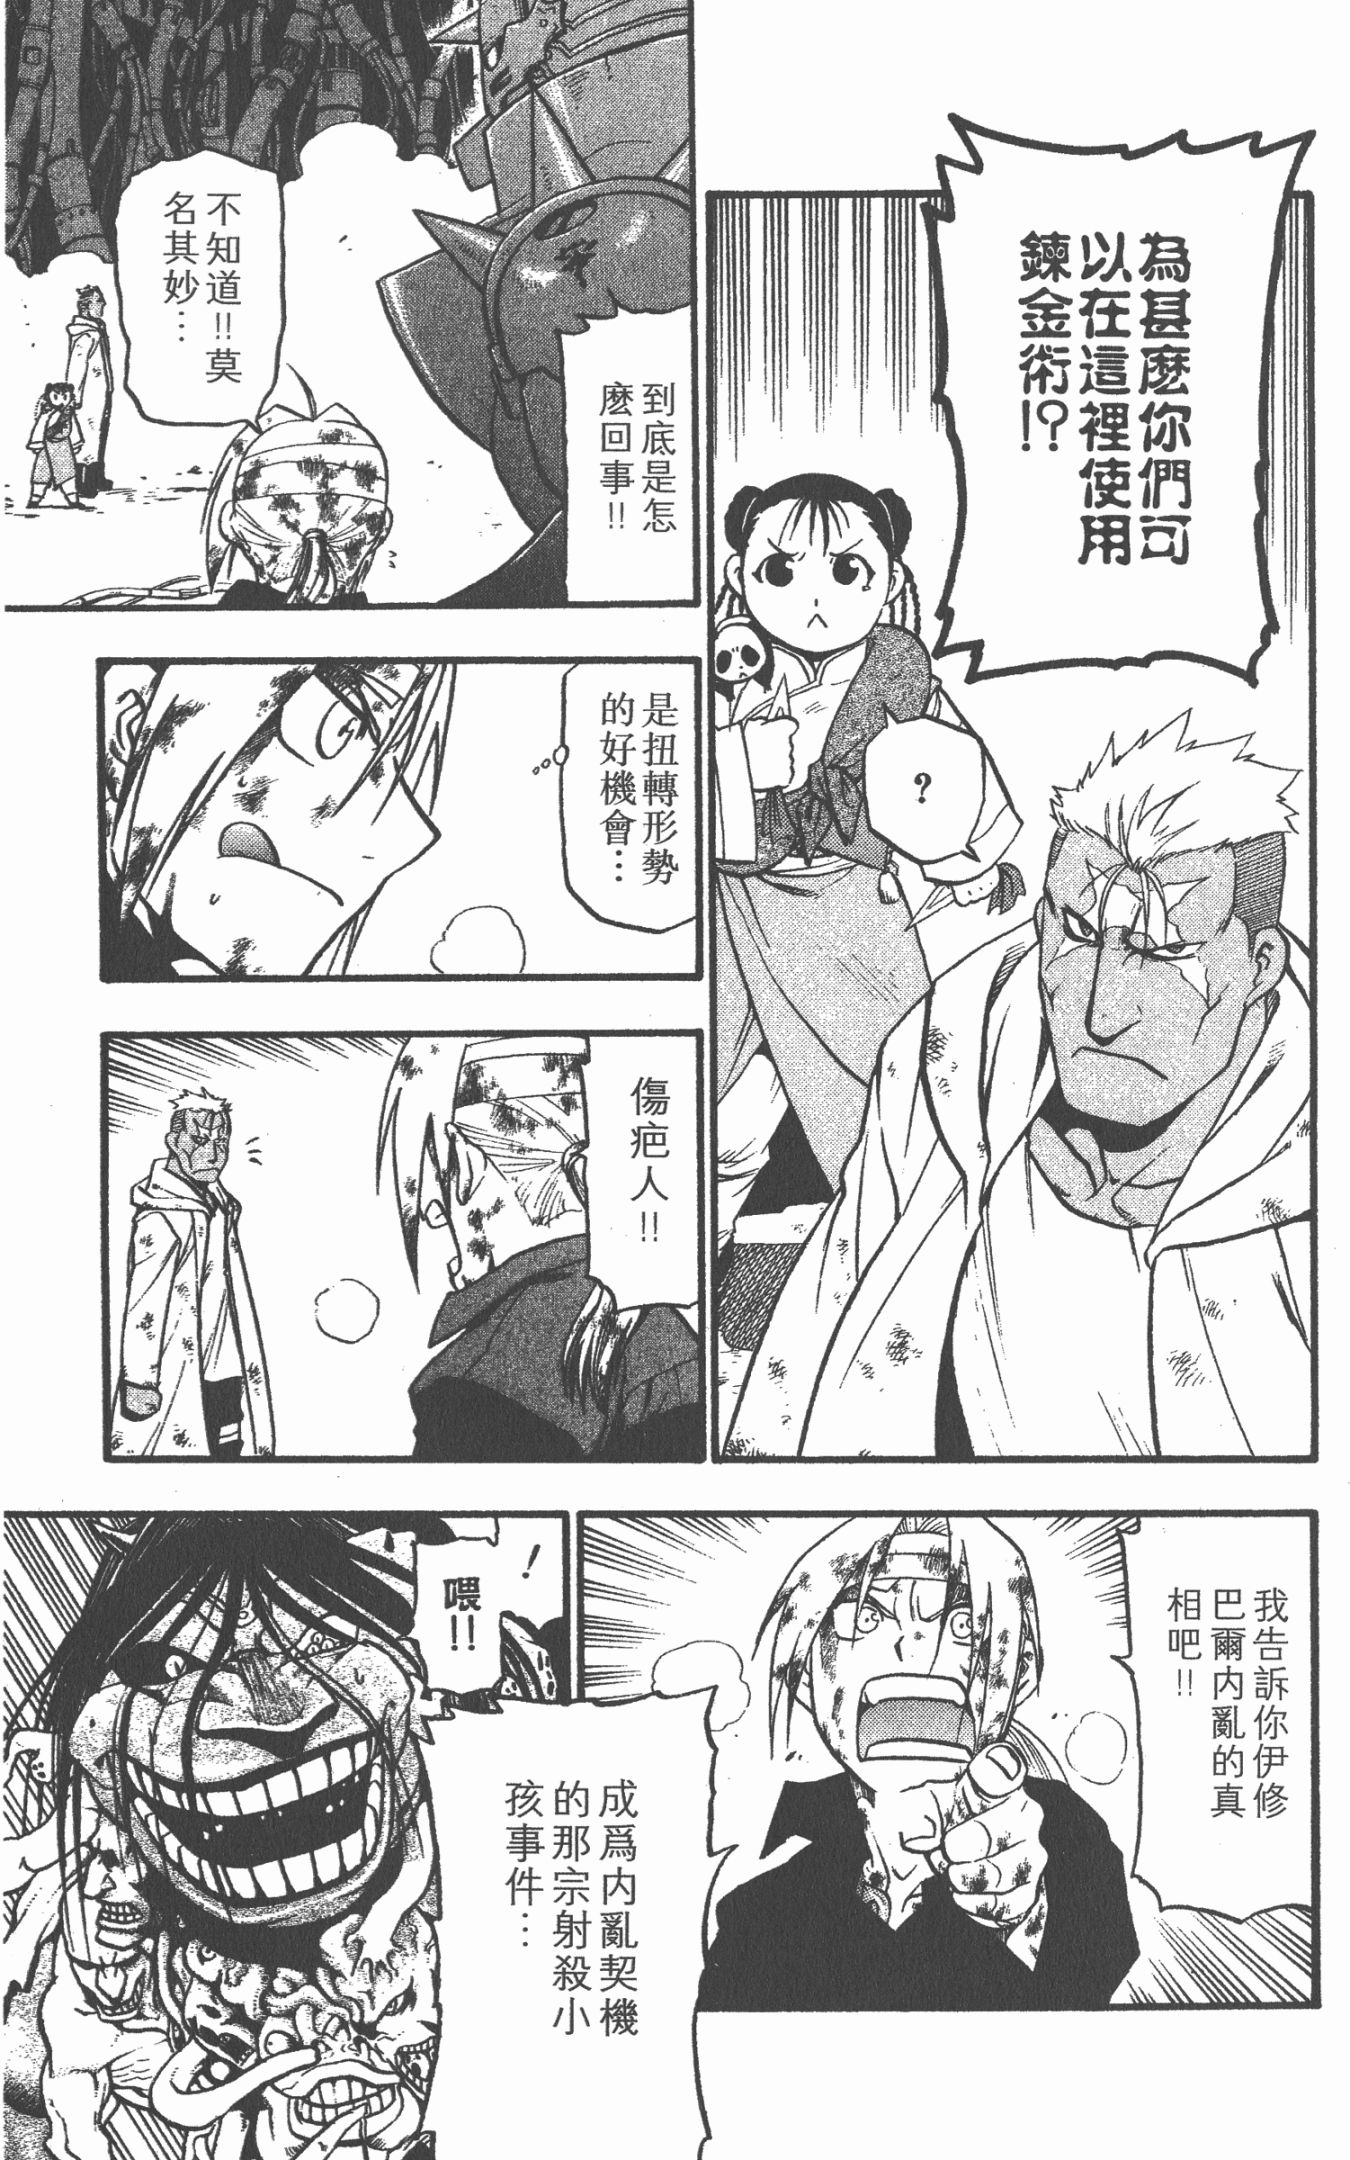 為甚麼你們可
以在這裡使用
鍊金術!?
?
到底是怎
麼回事!!
不知道!!莫
名其妙…
是扭轉形勢
的好機會…
傷疤人!!
我告訴你伊修
巴爾內亂的真
相吧!!
!
喂!!
成爲內亂契機
的那宗射殺小
孩事件…